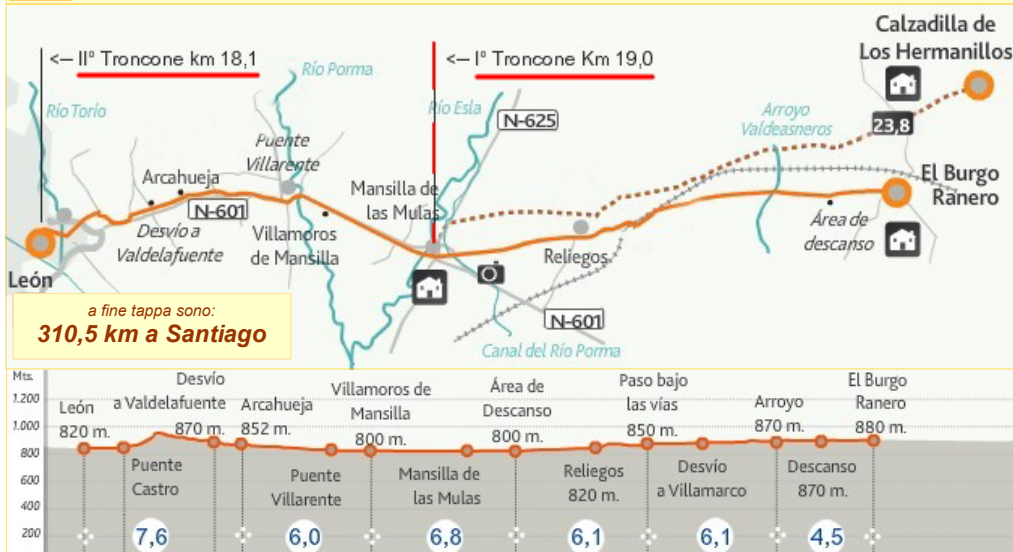 Calzadilla de
Los Hermanillos
<– IIº Troncone km 18,1
<– Iº Troncone Km 19,0
Río Porma
Río Torío
Río Esla
N-625
Arroyo
Valdeasneros
23,8
Puente
Villarente
Arcahueja
Mansilla de
las Mulas
El Burgo
Ranero
N-601
Desvío a
Valdelafuente
Villamoros
de Mansilla
Área de
descanso
Reliegos
León
N-601
Canal del Río Porma
a fine tappa sono:
310,5 km a Santiago
Mts.
1.200
1.000
800
600
400
200
León
820 m.
Desvío
a Valdelafuente
870 m.
Arcahueja
852 m.
Villamoros de
Mansilla
800 m.
Área de
Descanso
800 m.
Paso bajo
las vías
850 m.
Arroyo
870 m.
El Burgo
Ranero
880 m.
Puente
Castro
Puente
Villarente
Mansilla de
las Mulas
Reliegos
820 m.
Desvío
a Villamarco
Descanso
870 m.
7,6
6,0
6,8
6,1
6,1
4,5